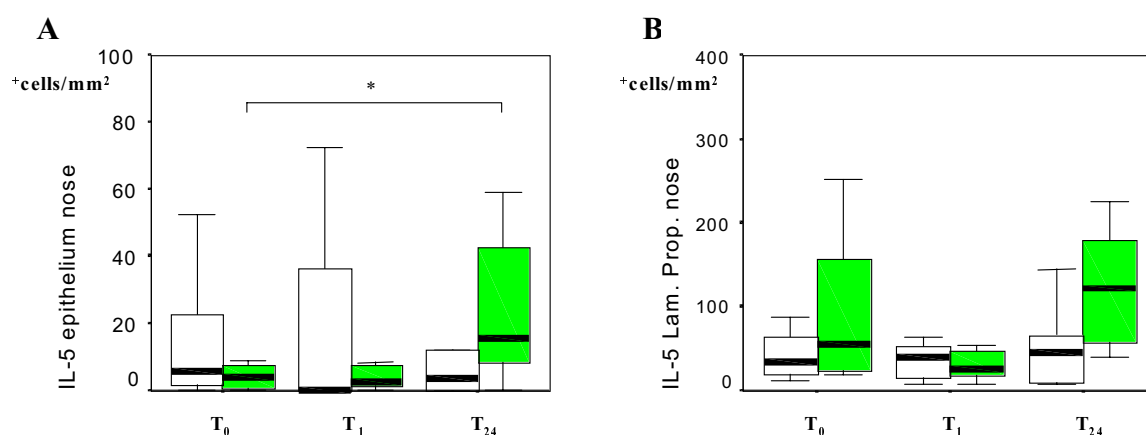 A
100
⁺cells/mm²
80
60
40
20
0
IL-5 epithelium nose
*
T₀ T₁ T₂₄
B
400
⁺cells/mm²
300
200
100
0
IL-5 Lam. Prop. nose
T₀ T₁ T₂₄